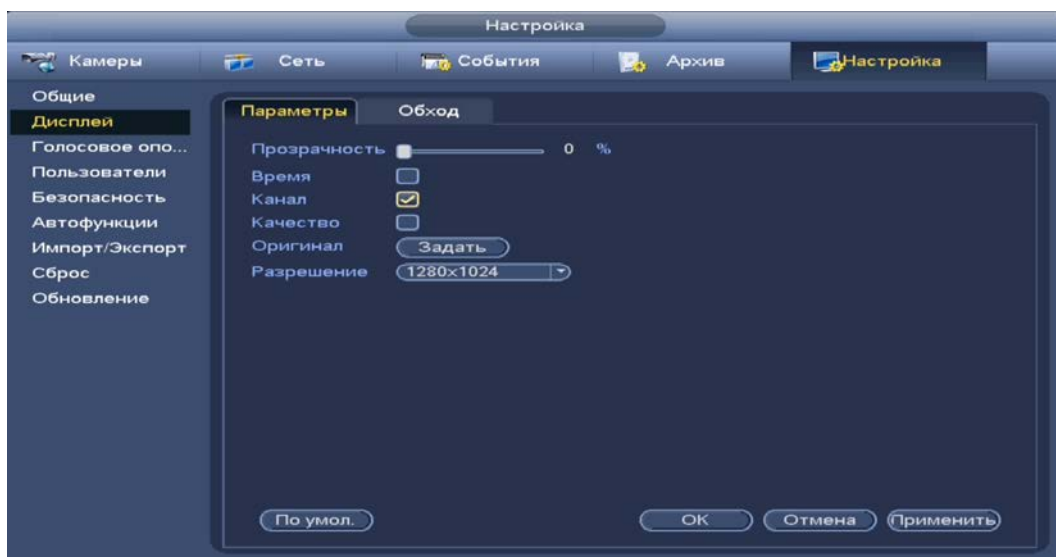 Настройка
Камеры Сеть События Архив Настройка
Общие
Дисплей
Голосовое опо...
Пользователи
Безопасность
Автофункции
Импорт/Экспорт
Сброс
Обновление
Параметры Обход
Прозрачность 0 %
Время
Канал
Качество
Оригинал Задать
Разрешение 1280x1024
По умол. OK Отмена Применить